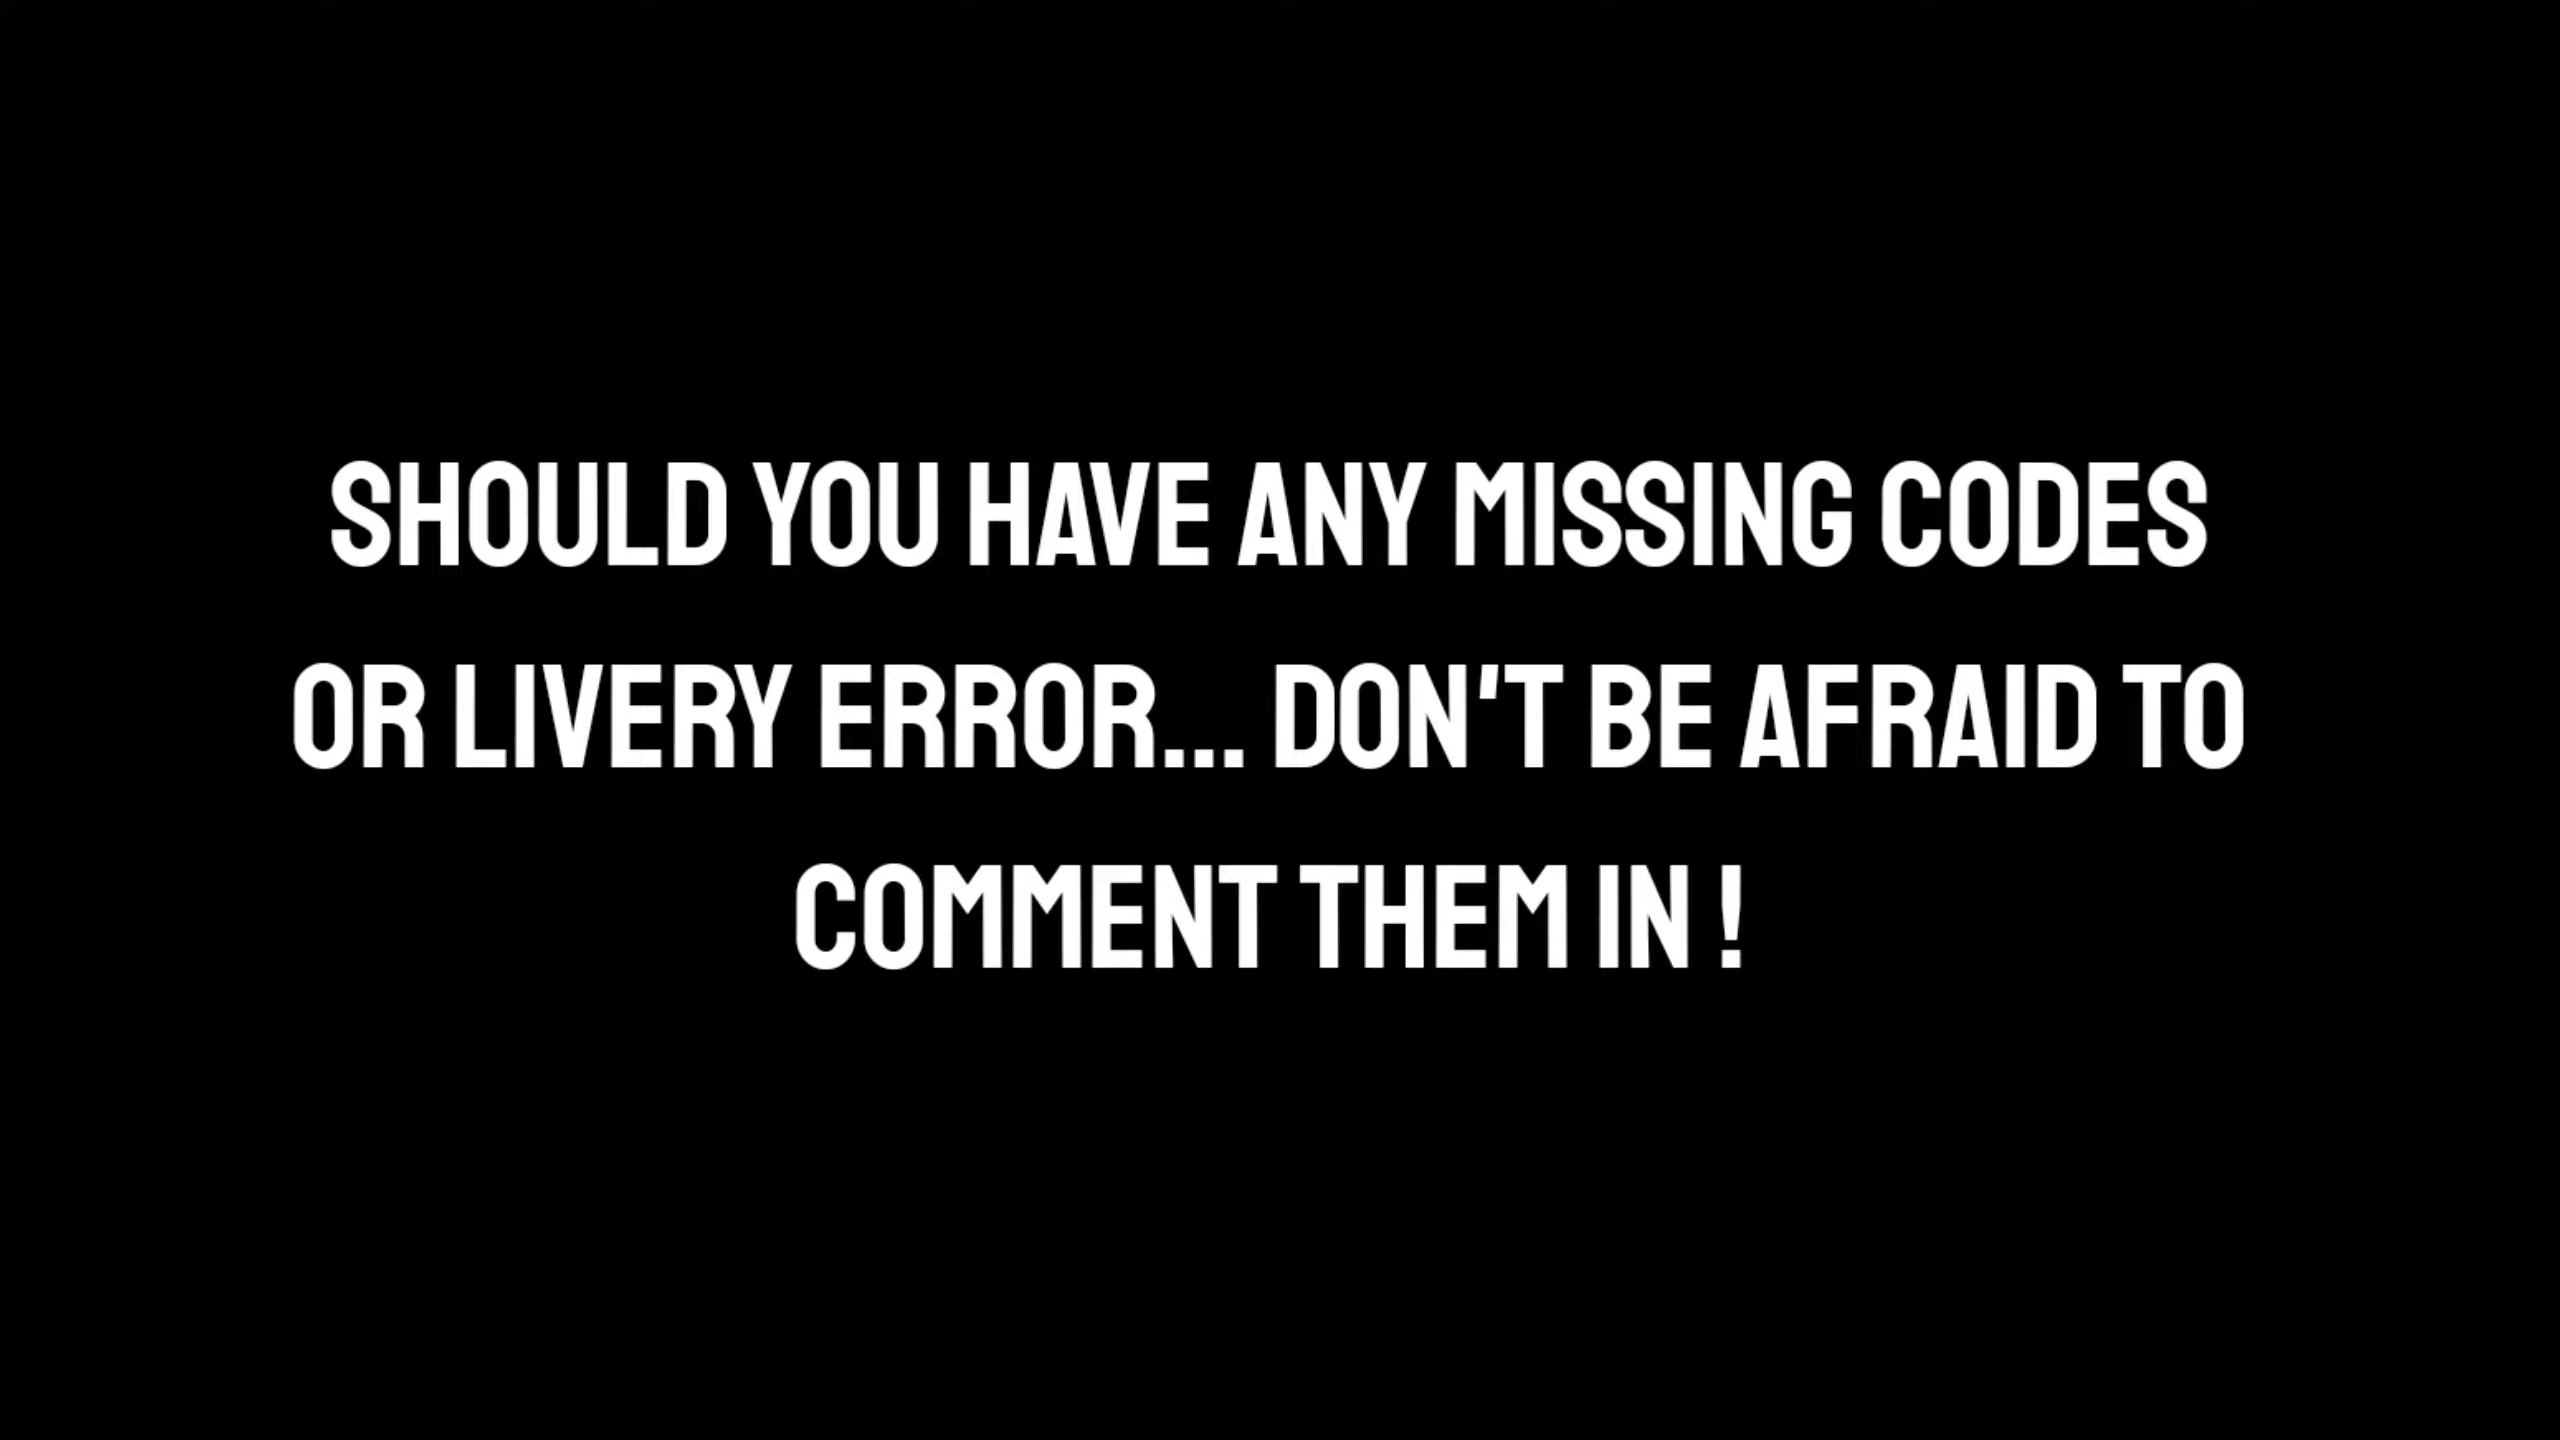 SHOULD YOU HAVE ANY MISSING CODES
OR LIVERY ERROR... DON'T BE AFRAID TO
COMMENT THEM IN !